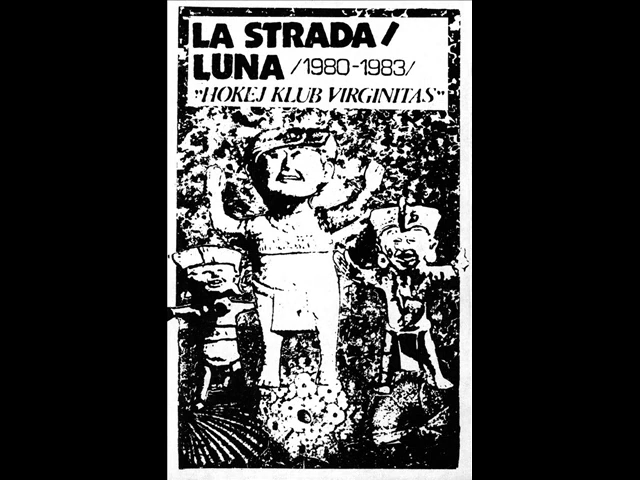 LA STRADA/
LUNA /1980-1983/
"HOKEJ KLUB VIRGINITAS"